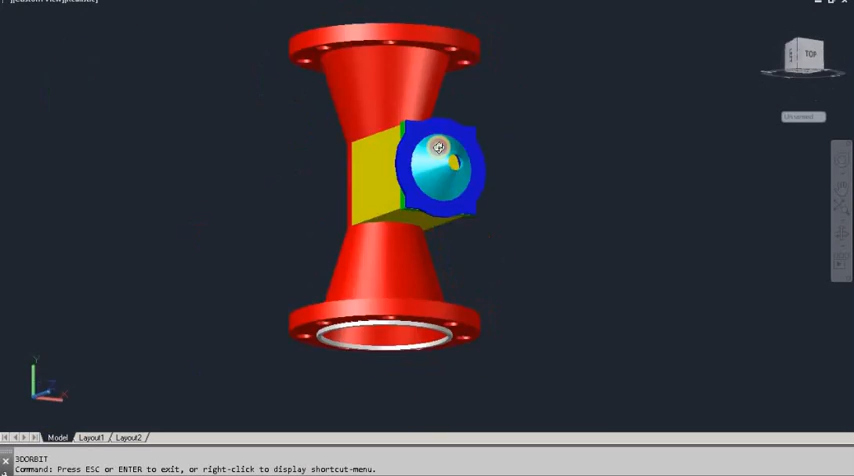 TOP
Unnamed
Y
X
Model
Layout1
Layout2
3DORBIT
Command: Press ESC or ENTER to exit, or right-click to display shortcut-menu.